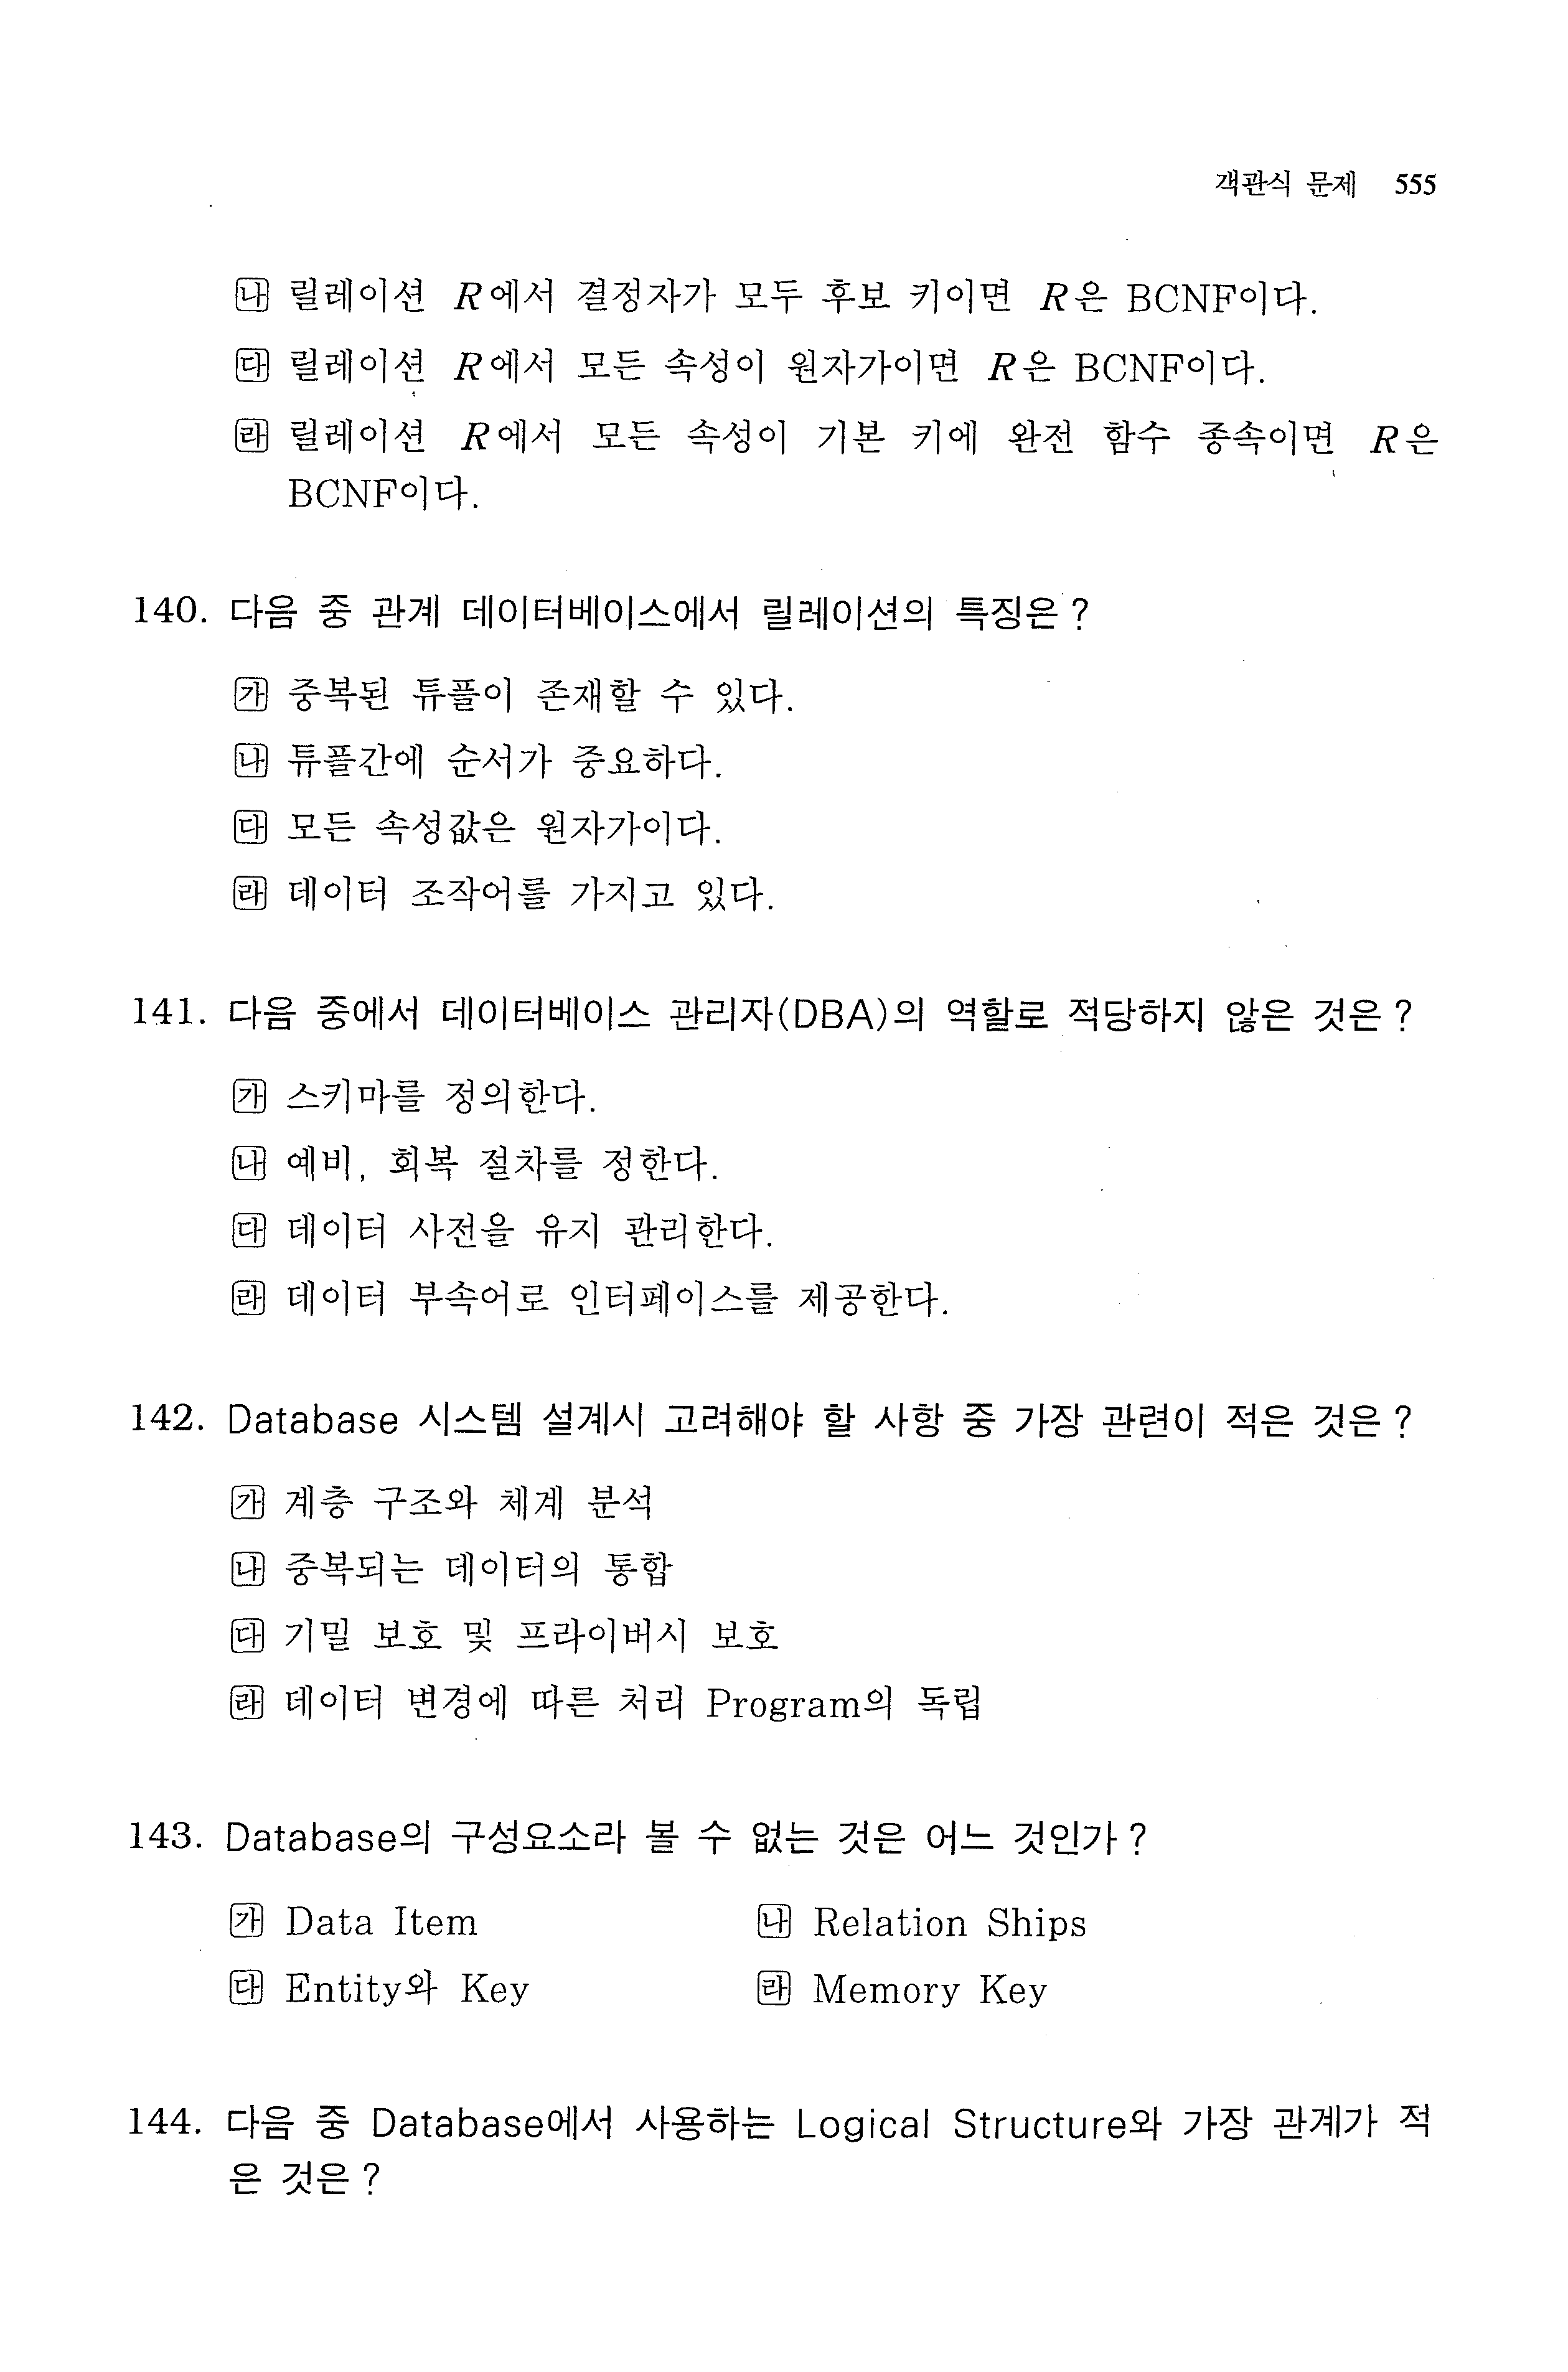 객관식 문제 555
㉯ 릴레이션 R에서 결정자가 모두 후보 키이면 R은 BCNF이다.
㉰ 릴레이션 R에서 모든 속성이 원자가이면 R은 BCNF이다.
㉱ 릴레이션 R에서 모든 속성이 기본 키에 완전 함수 종속이면 R은
BCNF이다.
140. 다음 중 관계 데이터베이스에서 릴레이션의 특징은?
㉮ 중복된 튜플이 존재할 수 있다.
㉯ 튜플간에 순서가 중요하다.
㉰ 모든 속성값은 원자가이다.
㉱ 데이터 조작어를 가지고 있다.
141. 다음 중에서 데이터베이스 관리자(DBA)의 역할로 적당하지 않은 것은?
㉮ 스키마를 정의한다.
㉯ 예비, 회복 절차를 정한다.
㉰ 데이터 사전을 유지 관리한다.
㉱ 데이터 부속어로 인터페이스를 제공한다.
142. Database 시스템 설계시 고려해야 할 사항 중 가장 관련이 적은 것은?
㉮ 계층 구조와 체계 분석
㉯ 중복되는 데이터의 통합
㉰ 기밀 보호 및 프라이버시 보호
㉱ 데이터 변경에 따른 처리 Program의 독립
143. Database의 구성요소라 볼 수 없는 것은 어느 것인가?
㉮ Data Item ㉯ Relation Ships
㉰ Entity와 Key ㉱ Memory Key
144. 다음 중 Database에서 사용하는 Logical Structure와 가장 관계가 적
은 것은?